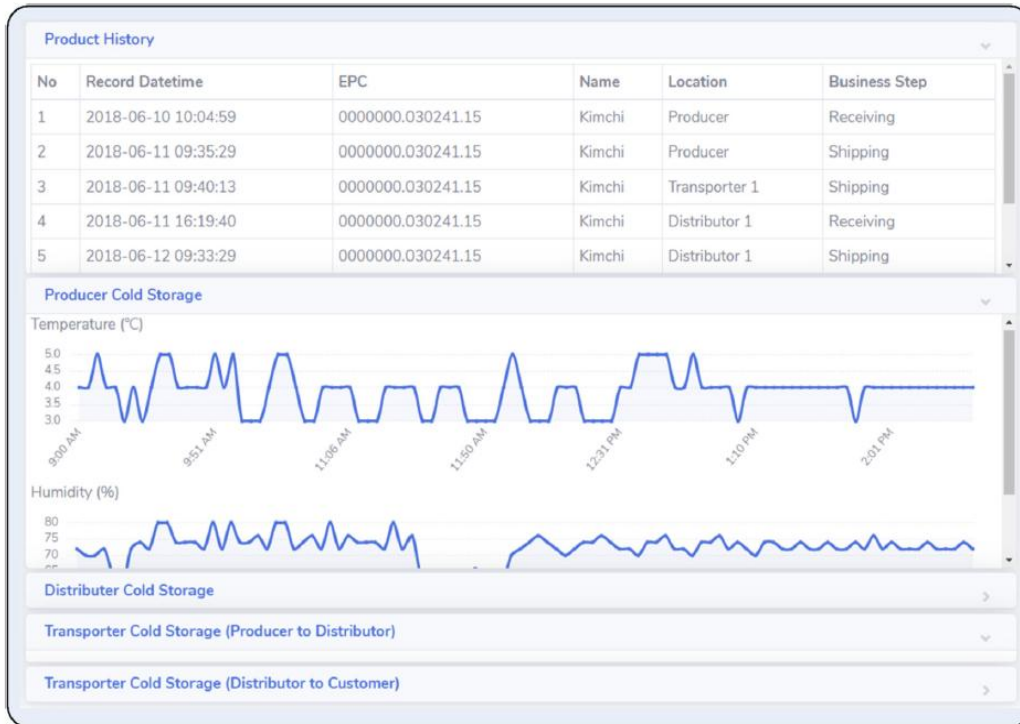 Product History
No Record Datetime EPC Name Location Business Step
1 2018-06-10 10:04:59 0000000.030241.15 Kimchi Producer Receiving
2 2018-06-11 09:35:29 0000000.030241.15 Kimchi Producer Shipping
3 2018-06-11 09:40:13 0000000.030241.15 Kimchi Transporter 1 Shipping
4 2018-06-11 16:19:40 0000000.030241.15 Kimchi Distributor 1 Receiving
5 2018-06-12 09:33:29 0000000.030241.15 Kimchi Distributor 1 Shipping
Producer Cold Storage
Temperature (°C)
5.0
4.5
4.0
3.5
3.0
9:00 AM 9:51 AM 11:06 AM 11:50 AM 12:31 PM 1:10 PM 2:01 PM
Humidity (%)
80
75
70
Distributer Cold Storage
Transporter Cold Storage (Producer to Distributor)
Transporter Cold Storage (Distributor to Customer)